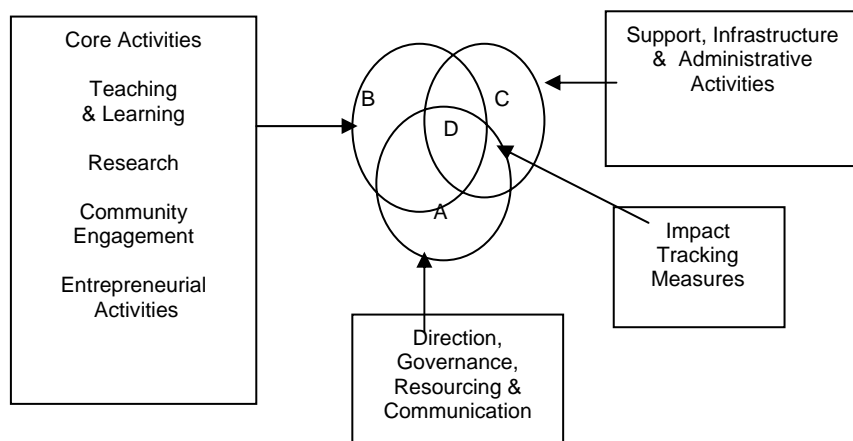 Core Activities
Teaching
& Learning
Research
Community
Engagement
Entrepreneurial
Activities
B
C
D
A
Support, Infrastructure
& Administrative
Activities
Impact
Tracking
Measures
Direction,
Governance,
Resourcing &
Communication